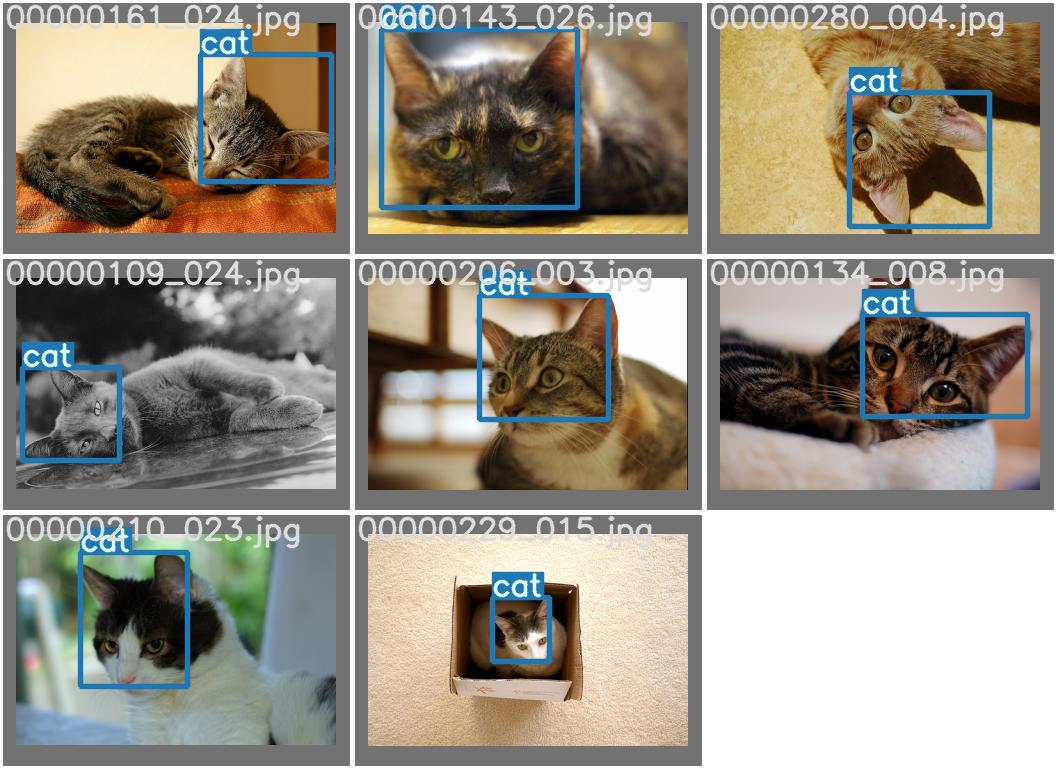 00000161_024.jpg
cat
00000143_026.jpg
cat
00000280_004.jpg
cat
00000109_024.jpg
cat
00000206_003.jpg
cat
00000134_008.jpg
cat
00000210_023.jpg
cat
00000229_015.jpg
cat